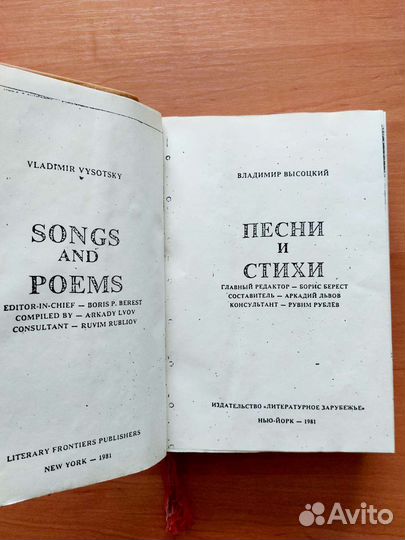 VLADIMIR VYSOTSKY
SONGS
AND
POEMS
EDITOR-IN-CHIEF — BORIS P. BEREST
COMPILED BY — ARKADY LVOV
CONSULTANT — RUVIM RUBLIOV
LITERARY FRONTIERS PUBLISHERS
NEW YORK — 1981
ВЛАДИМИР ВЫСОЦКИЙ
ПЕСНИ
И
СТИХИ
ГЛАВНЫЙ РЕДАКТОР — БОРИС БЕРЕСТ
СОСТАВИТЕЛЬ — АРКАДИЙ ЛЬВОВ
КОНСУЛЬТАНТ — РУВИМ РУБЛЁВ
ИЗДАТЕЛЬСТВО «ЛИТЕРАТУРНОЕ ЗАРУБЕЖЬЕ»
НЬЮ-ЙОРК — 1981
Avito